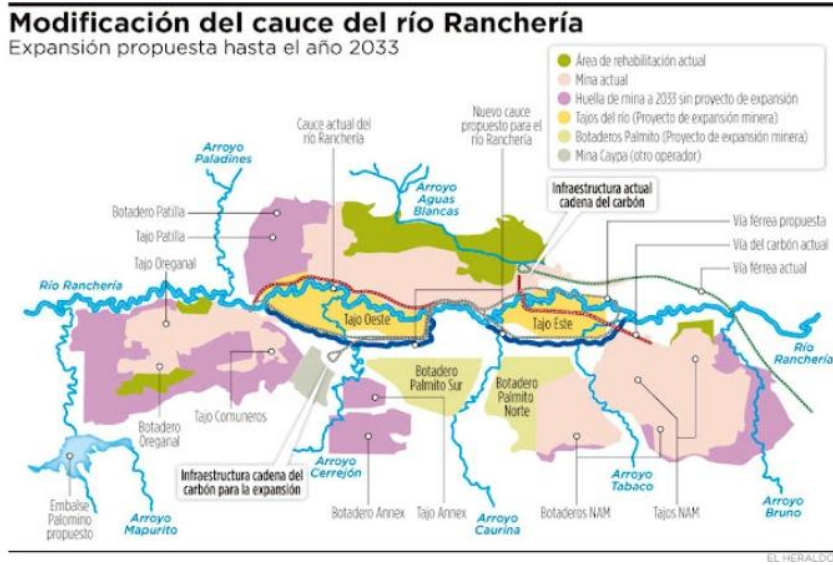 Modificación del cauce del río Ranchería
Expansión propuesta hasta el año 2033
Área de rehabilitación actual
Mina actual
Huella de mina a 2033 sin proyecto de expansión
Tajos del río (Proyecto de expansión minera)
Botaderos Palmito (Proyecto de expansión minera)
Mina Caypa (otro operador)
Nuevo cauce
propuesto para el
río Ranchería
Cauce actual del
río Ranchería
Arroyo
Paladines
Arroyo
Aguas
Blancas
Infraestructura actual
cadena del carbón
Botadero Patilla
Tajo Patilla
Tajo Oreganal
Río Ranchería
Vía férrea propuesta
Vía del carbón actual
Vía férrea actual
Tajo Oeste
Tajo Este
Río
Ranchería
Botadero
Palmito Sur
Botadero
Palmito
Norte
Botadero
Oreganal
Tajo Comuneros
Infraestructura cadena del
carbón para la expansión
Arroyo
Cerrejón
Embalse
Palomino
propuesto
Arroyo
Mapurito
Botadero Annex
Tajo Annex
Arroyo
Caurina
Botaderos NAM
Arroyo
Tabaco
Tajos NAM
Arroyo
Bruno
EL HERALDO